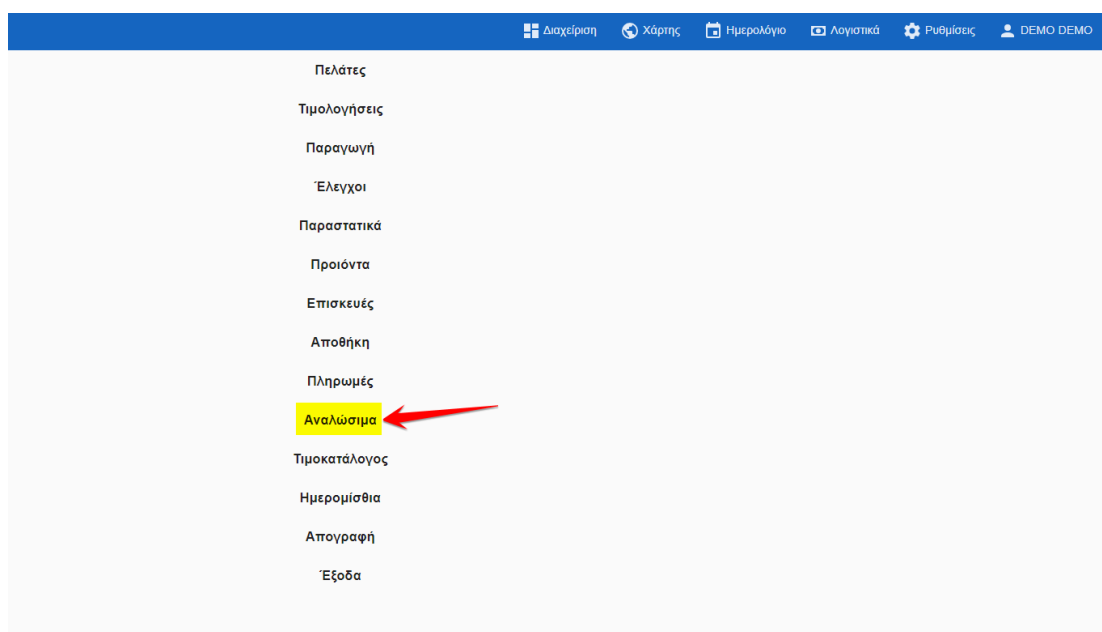 Διαχείριση Χάρτης Ημερολόγιο Λογιστικά Ρυθμίσεις DEMO DEMO
Πελάτες
Τιμολογήσεις
Παραγωγή
Έλεγχοι
Παραστατικά
Προιόντα
Επισκευές
Αποθήκη
Πληρωμές
Αναλώσιμα
Τιμοκατάλογος
Ημερομίσθια
Απογραφή
Έξοδα